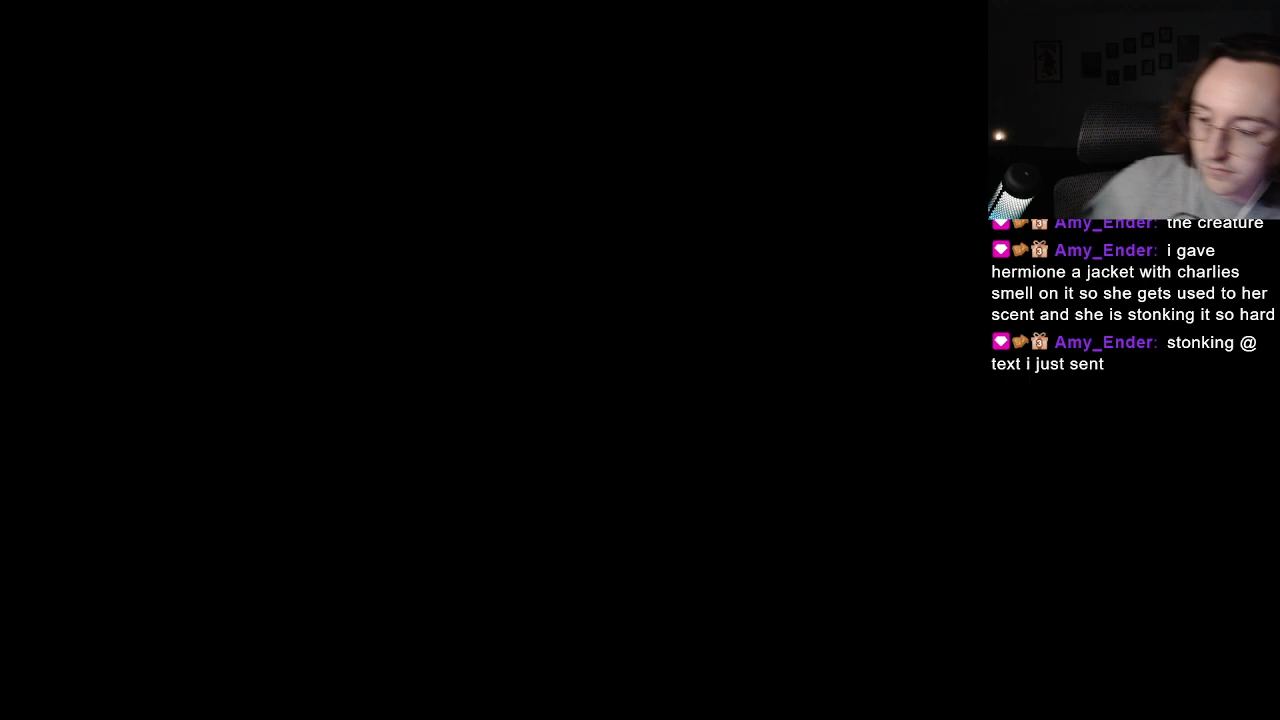 Amy_Ender: the creature
Amy_Ender: i gave
hermione a jacket with charlies
smell on it so she gets used to her
scent and she is stonking it so hard
Amy_Ender: stonking @
text i just sent